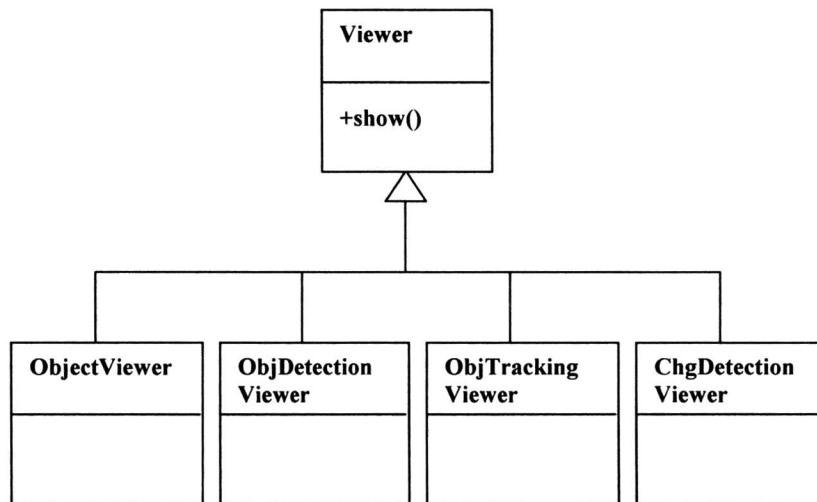 Viewer
+show()
ObjectViewer
ObjDetection
Viewer
ObjTracking
Viewer
ChgDetection
Viewer